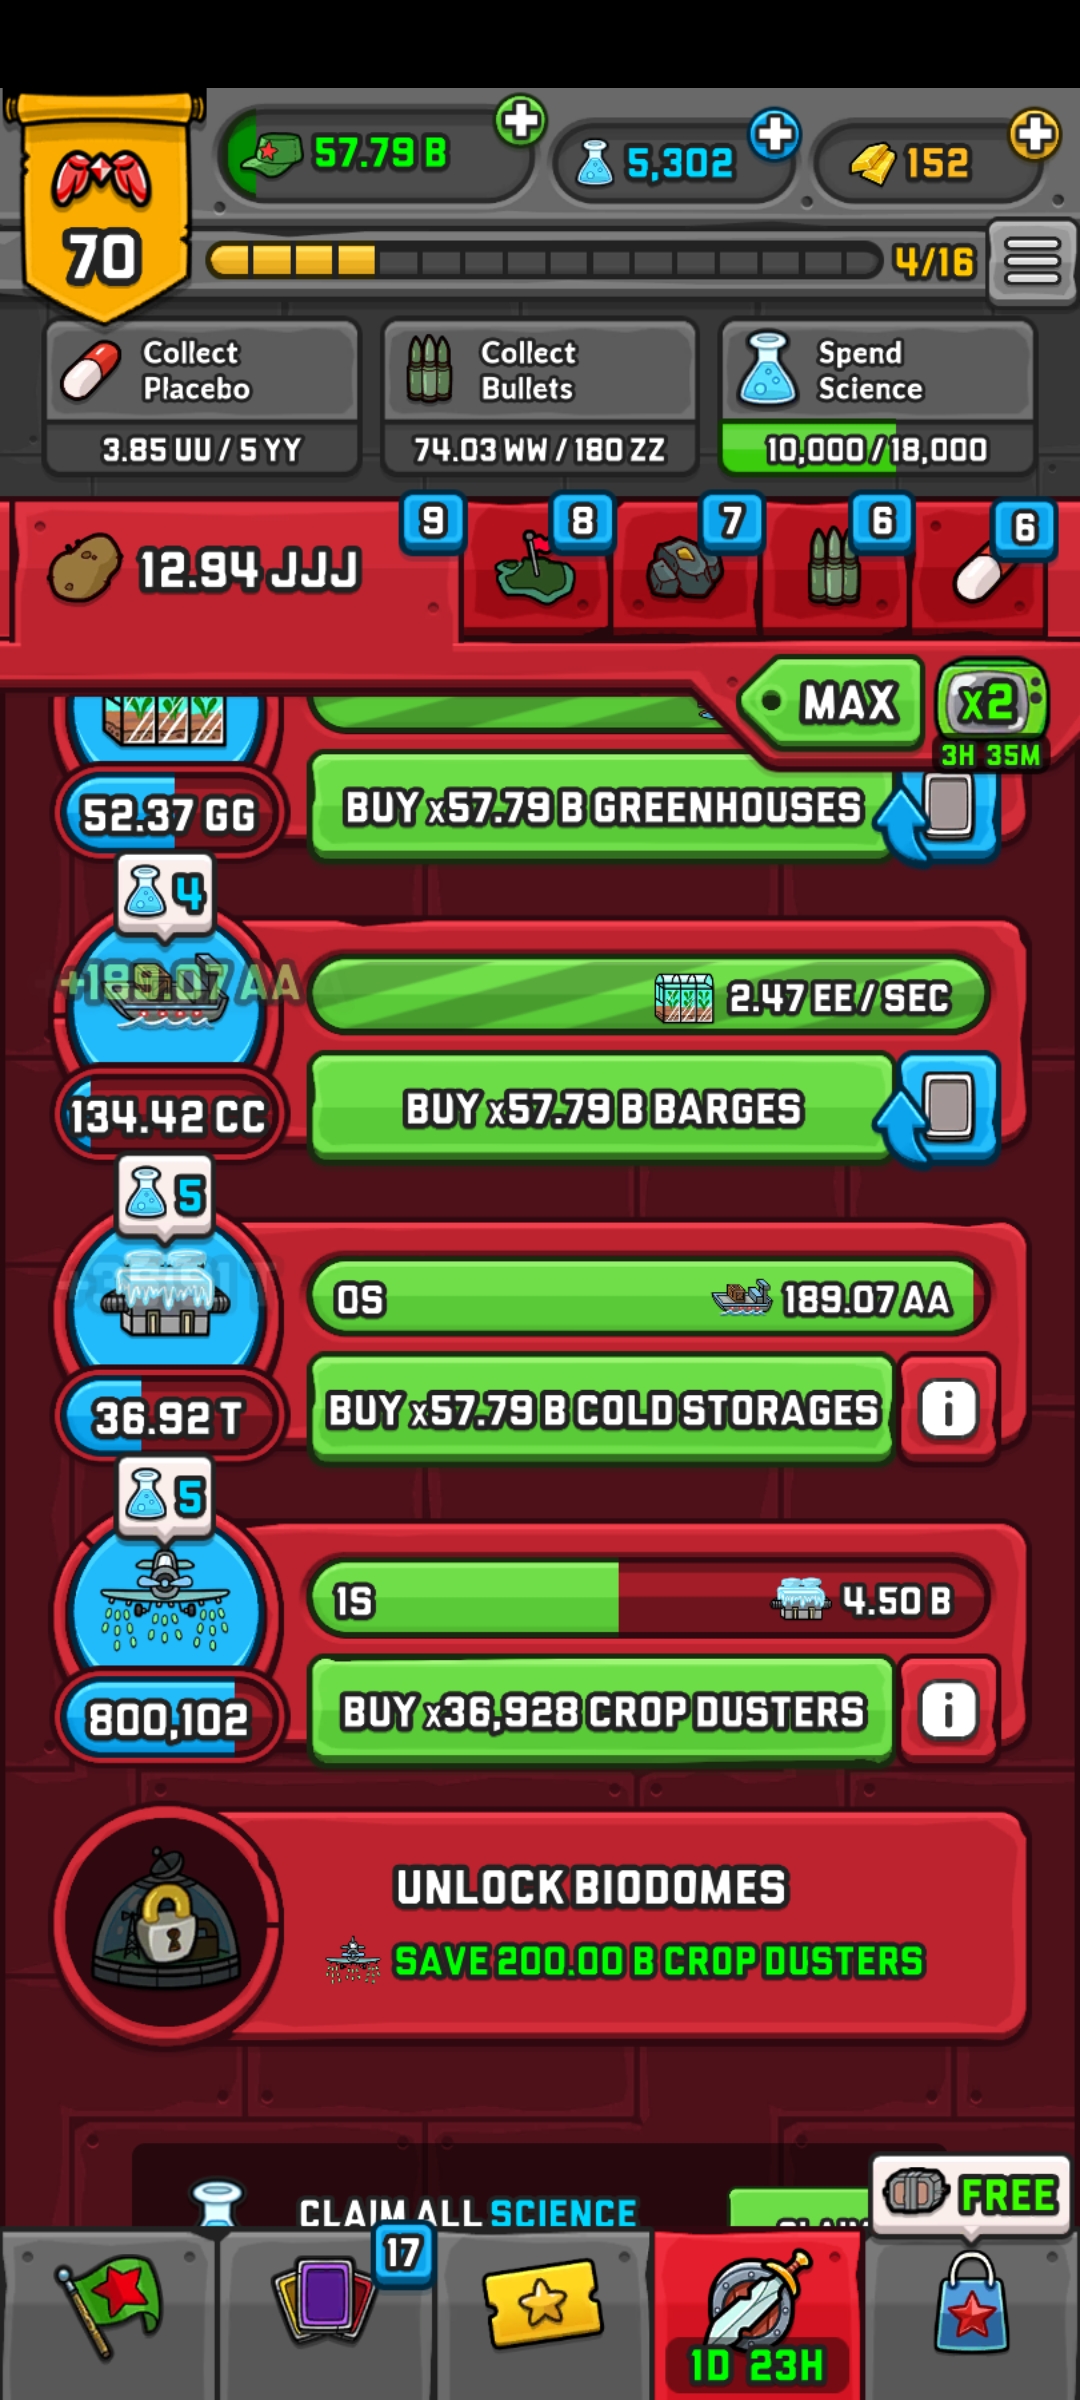 70
57.79 B
5,302
152
4/16
Collect
Placebo
3.85 UU / 5 YY
Collect
Bullets
74.03 WW / 180 ZZ
Spend
Science
10,000 / 18,000
12.94 JJJ
9
8
7
6
6
MAX
x2
3H 35M
52.37 GG
BUY x57.79 B GREENHOUSES
4
+189.07 AA
2.47 EE / SEC
134.42 CC
BUY x57.79 B BARGES
5
0S
189.07 AA
36.92 T
BUY x57.79 B COLD STORAGES
i
5
1S
4.50 B
800,102
BUY x36,928 CROP DUSTERS
i
UNLOCK BIODOMES
SAVE 200.00 B CROP DUSTERS
CLAIM ALL SCIENCE
FREE
17
1D 23H